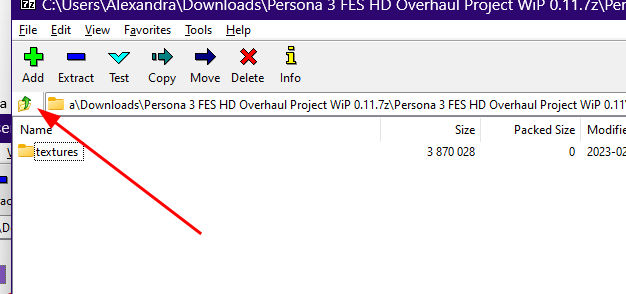 7z C:\Users\Alexandra\Downloads\Persona 3 FES HD Overhaul Project WiP 0.11.7z\Pe
File Edit View Favorites Tools Help
Add Extract Test Copy Move Delete Info
a\Downloads\Persona 3 FES HD Overhaul Project WiP 0.11.7z\Persona 3 FES HD Overhaul Project WiP 0.11\
Name Size Packed Size Modifie
textures 3 870 028 0 2023-02